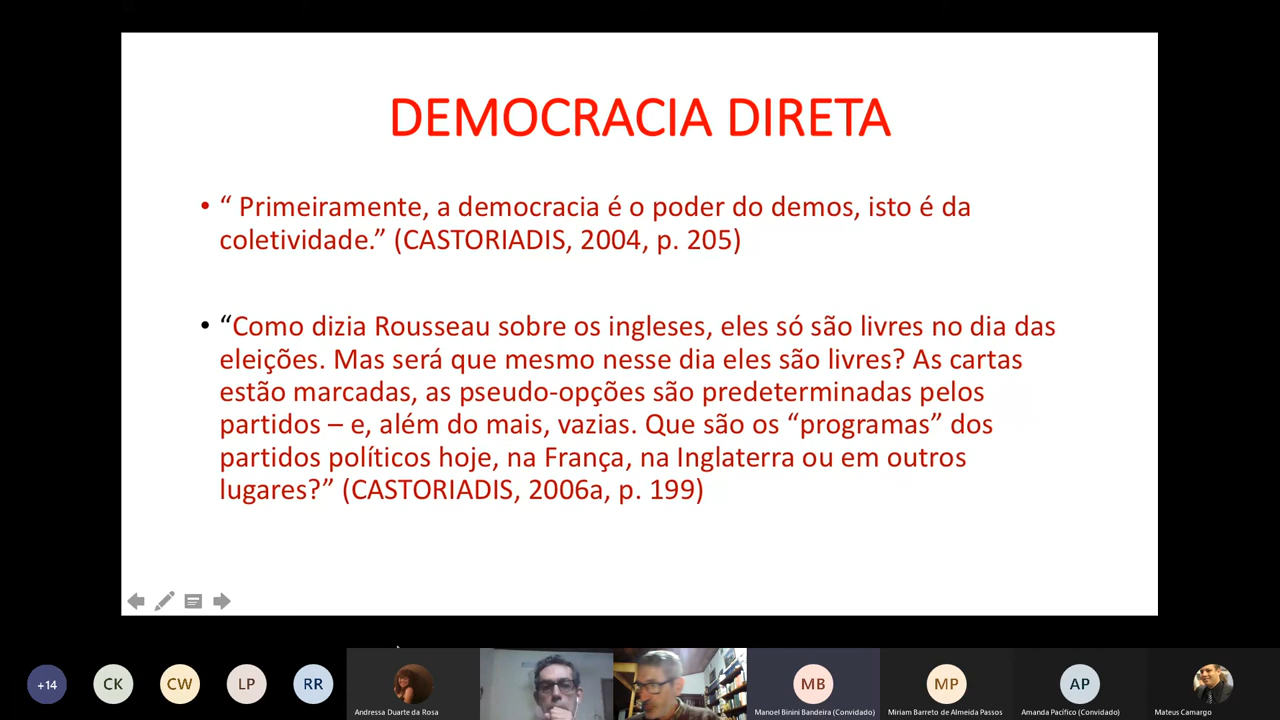 DEMOCRACIA DIRETA
• “ Primeiramente, a democracia é o poder do demos, isto é da
coletividade.” (CASTORIADIS, 2004, p. 205)
• “Como dizia Rousseau sobre os ingleses, eles só são livres no dia das
eleições. Mas será que mesmo nesse dia eles são livres? As cartas
estão marcadas, as pseudo-opções são predeterminadas pelos
partidos – e, além do mais, vazias. Que são os “programas” dos
partidos políticos hoje, na França, na Inglaterra ou em outros
lugares?” (CASTORIADIS, 2006a, p. 199)
+14 CK CW LP RR MB MP AP
Andressa Duarte da Rosa Manoel Binini Bandeira (Convidado) Miriam Barreto de Almeida Passos Amanda Pacífico (Convidado) Mateus Camargo